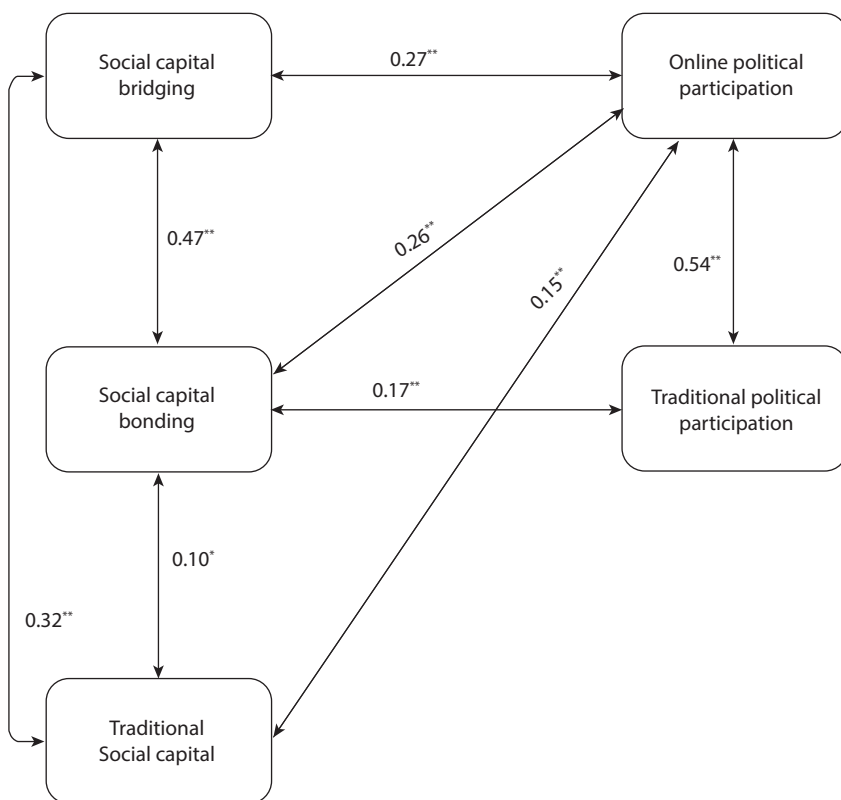 Social capital
bridging
0.27**
Online political
participation
0.47**
0.26**
0.15**
0.54**
Social capital
bonding
0.17**
Traditional political
participation
0.10*
0.32**
Traditional
Social capital